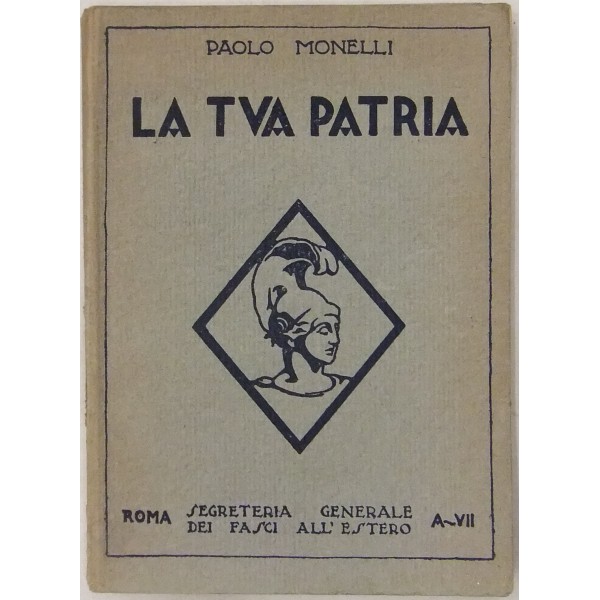 PAOLO MONELLI
LA TVA PATRIA
ROMA SEGRETERIA GENERALE DEI FASCI ALL'ESTERO A~VII